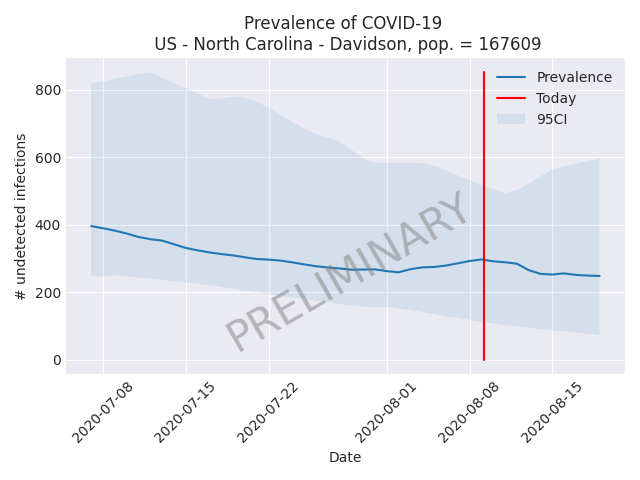 Prevalence of COVID-19
US - North Carolina - Davidson, pop. = 167609
# undetected infections
800
600
400
200
0
Prevalence
Today
95CI
PRELIMINARY
2020-07-08
2020-07-15
2020-07-22
2020-08-01
2020-08-08
2020-08-15
Date